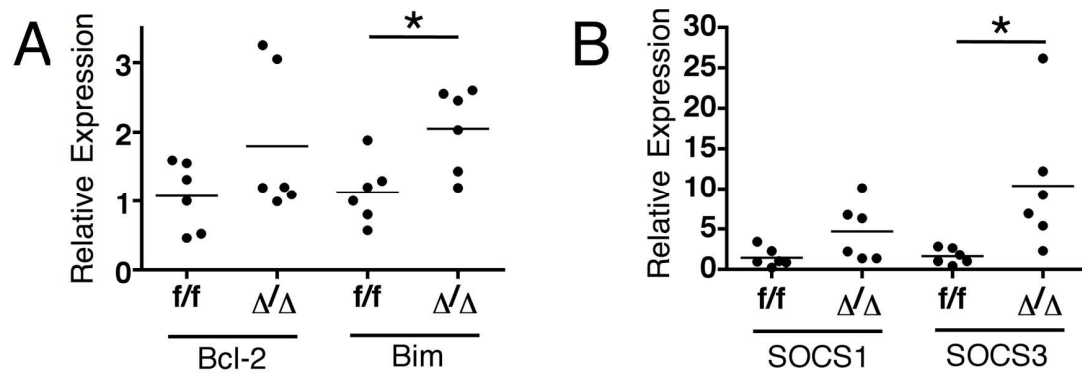 A
Relative Expression
3
2
1
0
*
f/f Δ/Δ f/f Δ/Δ
Bcl-2 Bim
B
Relative Expression
30
25
20
15
10
5
0
*
f/f Δ/Δ f/f Δ/Δ
SOCS1 SOCS3